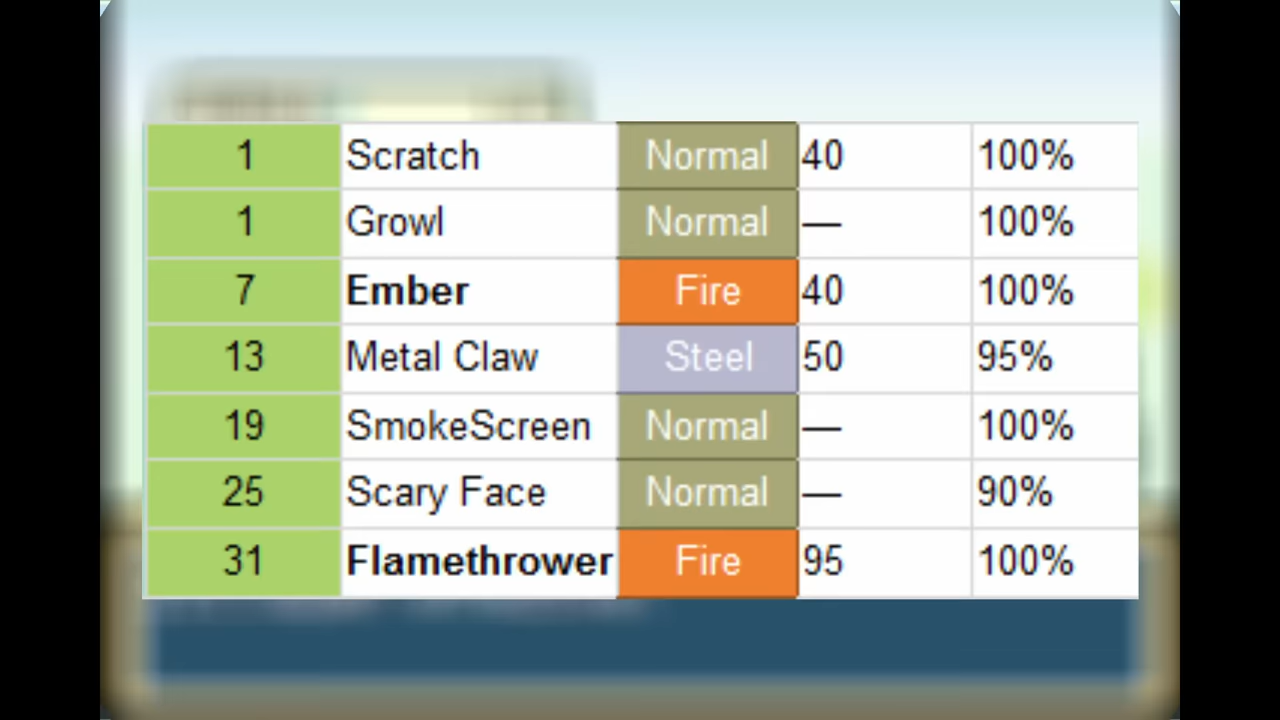 1 Scratch Normal 40 100%
1 Growl Normal — 100%
7 Ember Fire 40 100%
13 Metal Claw Steel 50 95%
19 SmokeScreen Normal — 100%
25 Scary Face Normal — 90%
31 Flamethrower Fire 95 100%